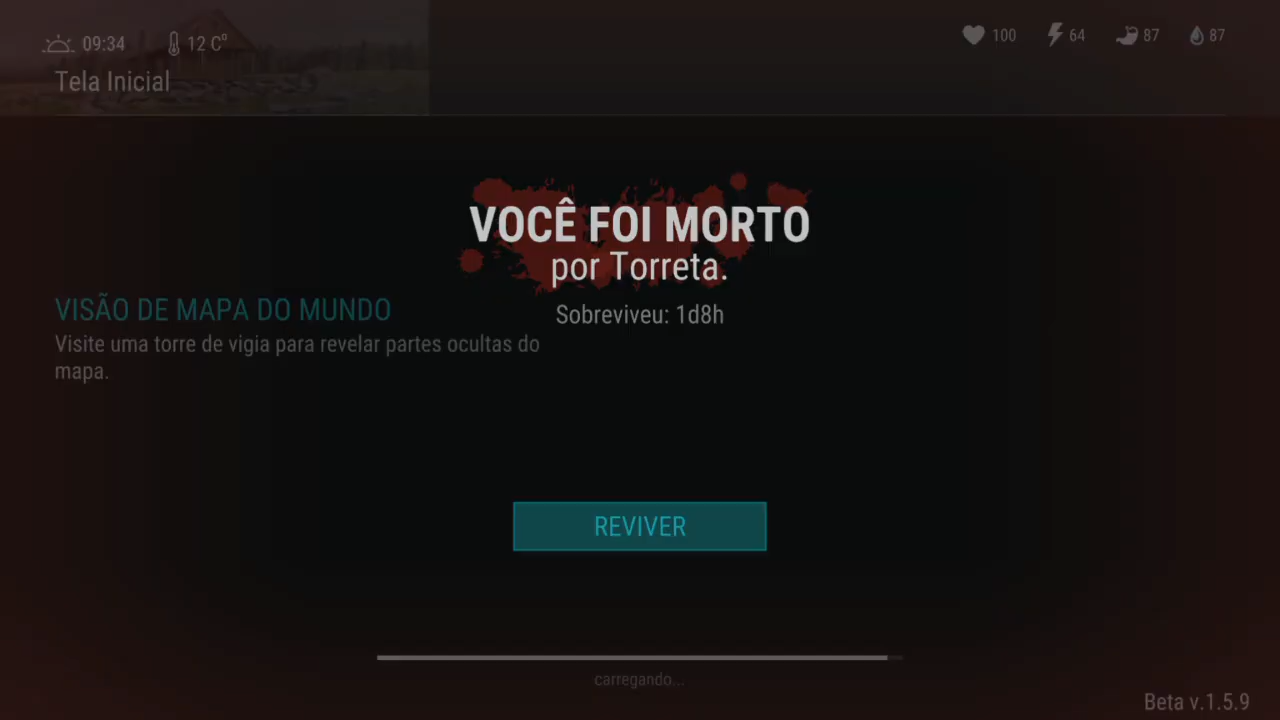 09:34 12 C°
100 64 87 87
Tela Inicial
VOCÊ FOI MORTO
por Torreta.
Sobreviveu: 1d8h
VISÃO DE MAPA DO MUNDO
Visite uma torre de vigia para revelar partes ocultas do
mapa.
REVIVER
carregando...
Beta v.1.5.9